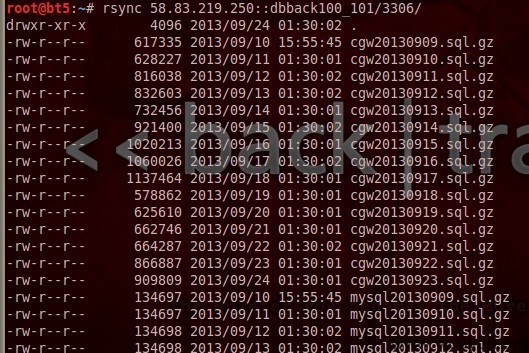 root@bt5:~# rsync 58.83.219.250::dbback100_101/3306/
drwxr-xr-x 4096 2013/09/24 01:30:02 .
-rw-r--r-- 617335 2013/09/10 15:55:45 cgw20130909.sql.gz
-rw-r--r-- 628227 2013/09/11 01:30:01 cgw20130910.sql.gz
-rw-r--r-- 816038 2013/09/12 01:30:02 cgw20130911.sql.gz
-rw-r--r-- 832603 2013/09/13 01:30:02 cgw20130912.sql.gz
-rw-r--r-- 732456 2013/09/14 01:30:01 cgw20130913.sql.gz
-rw-r--r-- 2013/09/15 01:30:02 cgw20130914.sql.gz
-rw-r--r-- 1020213 2013/09/16 01:30:01 cgw20130915.sql.gz
-rw-r--r-- 1060026 2013/09/17 01:30:02 cgw20130916.sql.gz
-rw-r--r-- 1137464 2013/09/18 01:30:01 cgw20130917.sql.gz
-rw-r--r-- 578862 2013/09/19 01:30:01 cgw20130918.sql.gz
-rw-r--r-- 625610 2013/09/20 01:30:01 cgw20130919.sql.gz
-rw-r--r-- 662746 2013/09/21 01:30:01 cgw20130920.sql.gz
-rw-r--r-- 664287 2013/09/22 01:30:02 cgw20130921.sql.gz
-rw-r--r-- 866887 2013/09/23 01:30:01 cgw20130922.sql.gz
-rw-r--r-- 909809 2013/09/24 01:30:01 cgw20130923.sql.gz
-rw-r--r-- 134697 2013/09/10 15:55:45 mysql20130909.sql.gz
-rw-r--r-- 134697 2013/09/11 01:30:01 mysql20130910.sql.gz
-rw-r--r-- 134698 2013/09/12 01:30:02 mysql20130911.sql.gz
-rw-r--r-- 134698 2013/09/13 01:30:02 mysql20130912.sql.gz
<< back|tra